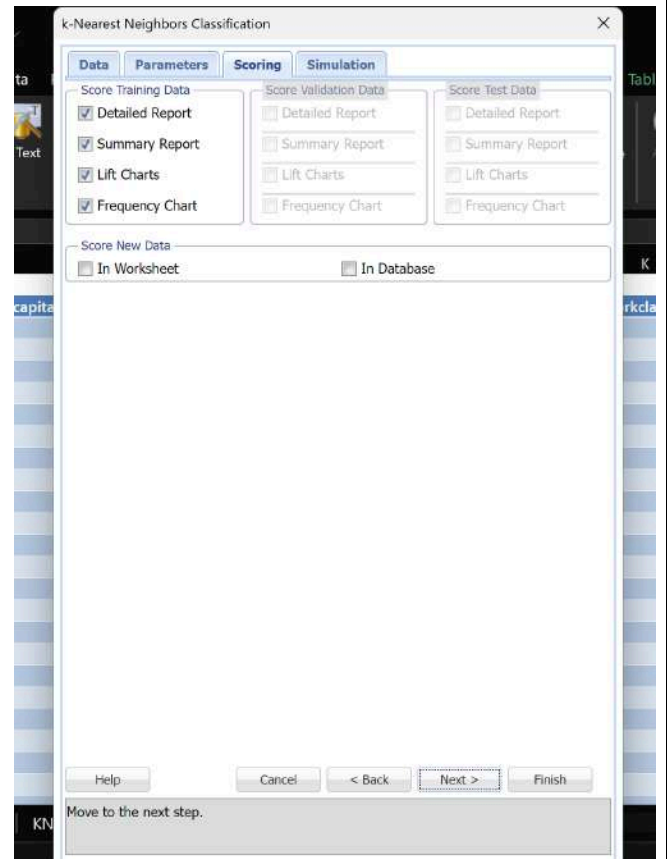 k-Nearest Neighbors Classification
Data Parameters Scoring Simulation
ta
Tabl
Score Training Data Score Validation Data Score Test Data
Detailed Report Detailed Report Detailed Report
Text
Summary Report Summary Report Summary Report
Lift Charts Lift Charts Lift Charts
Frequency Chart Frequency Chart Frequency Chart
Score New Data
In Worksheet In Database
K
capita
rkcla
Help Cancel < Back Next > Finish
Move to the next step.
KN